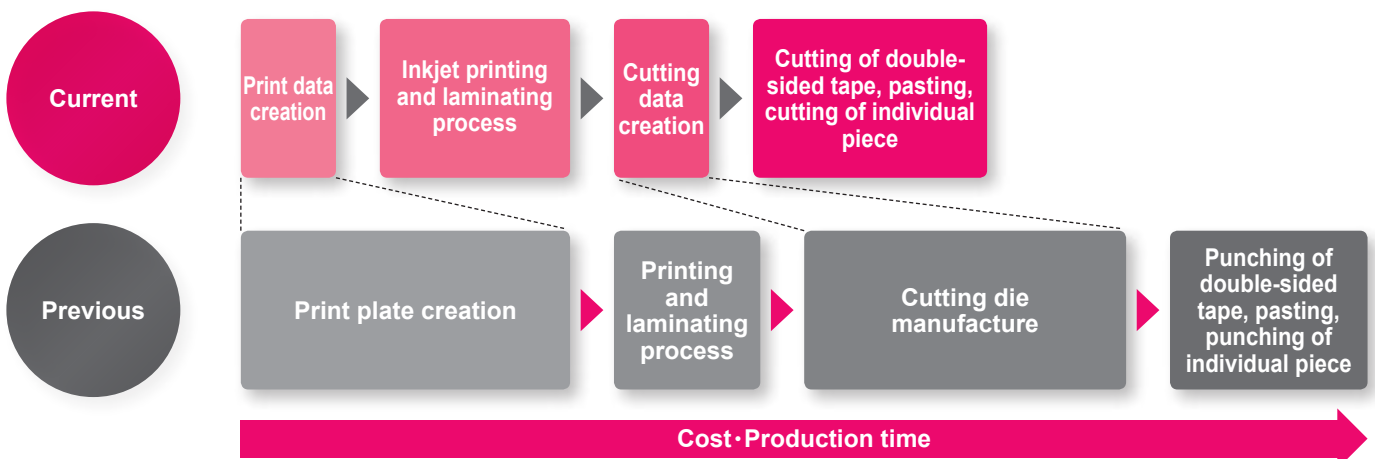 Current
Print data
creation
Inkjet printing
and laminating
process
Cutting
data
creation
Cutting of double-
sided tape, pasting,
cutting of individual
piece
Previous
Print plate creation
Printing
and
laminating
process
Cutting die
manufacture
Punching of
double-sided
tape, pasting,
punching of
individual piece
Cost・Production time